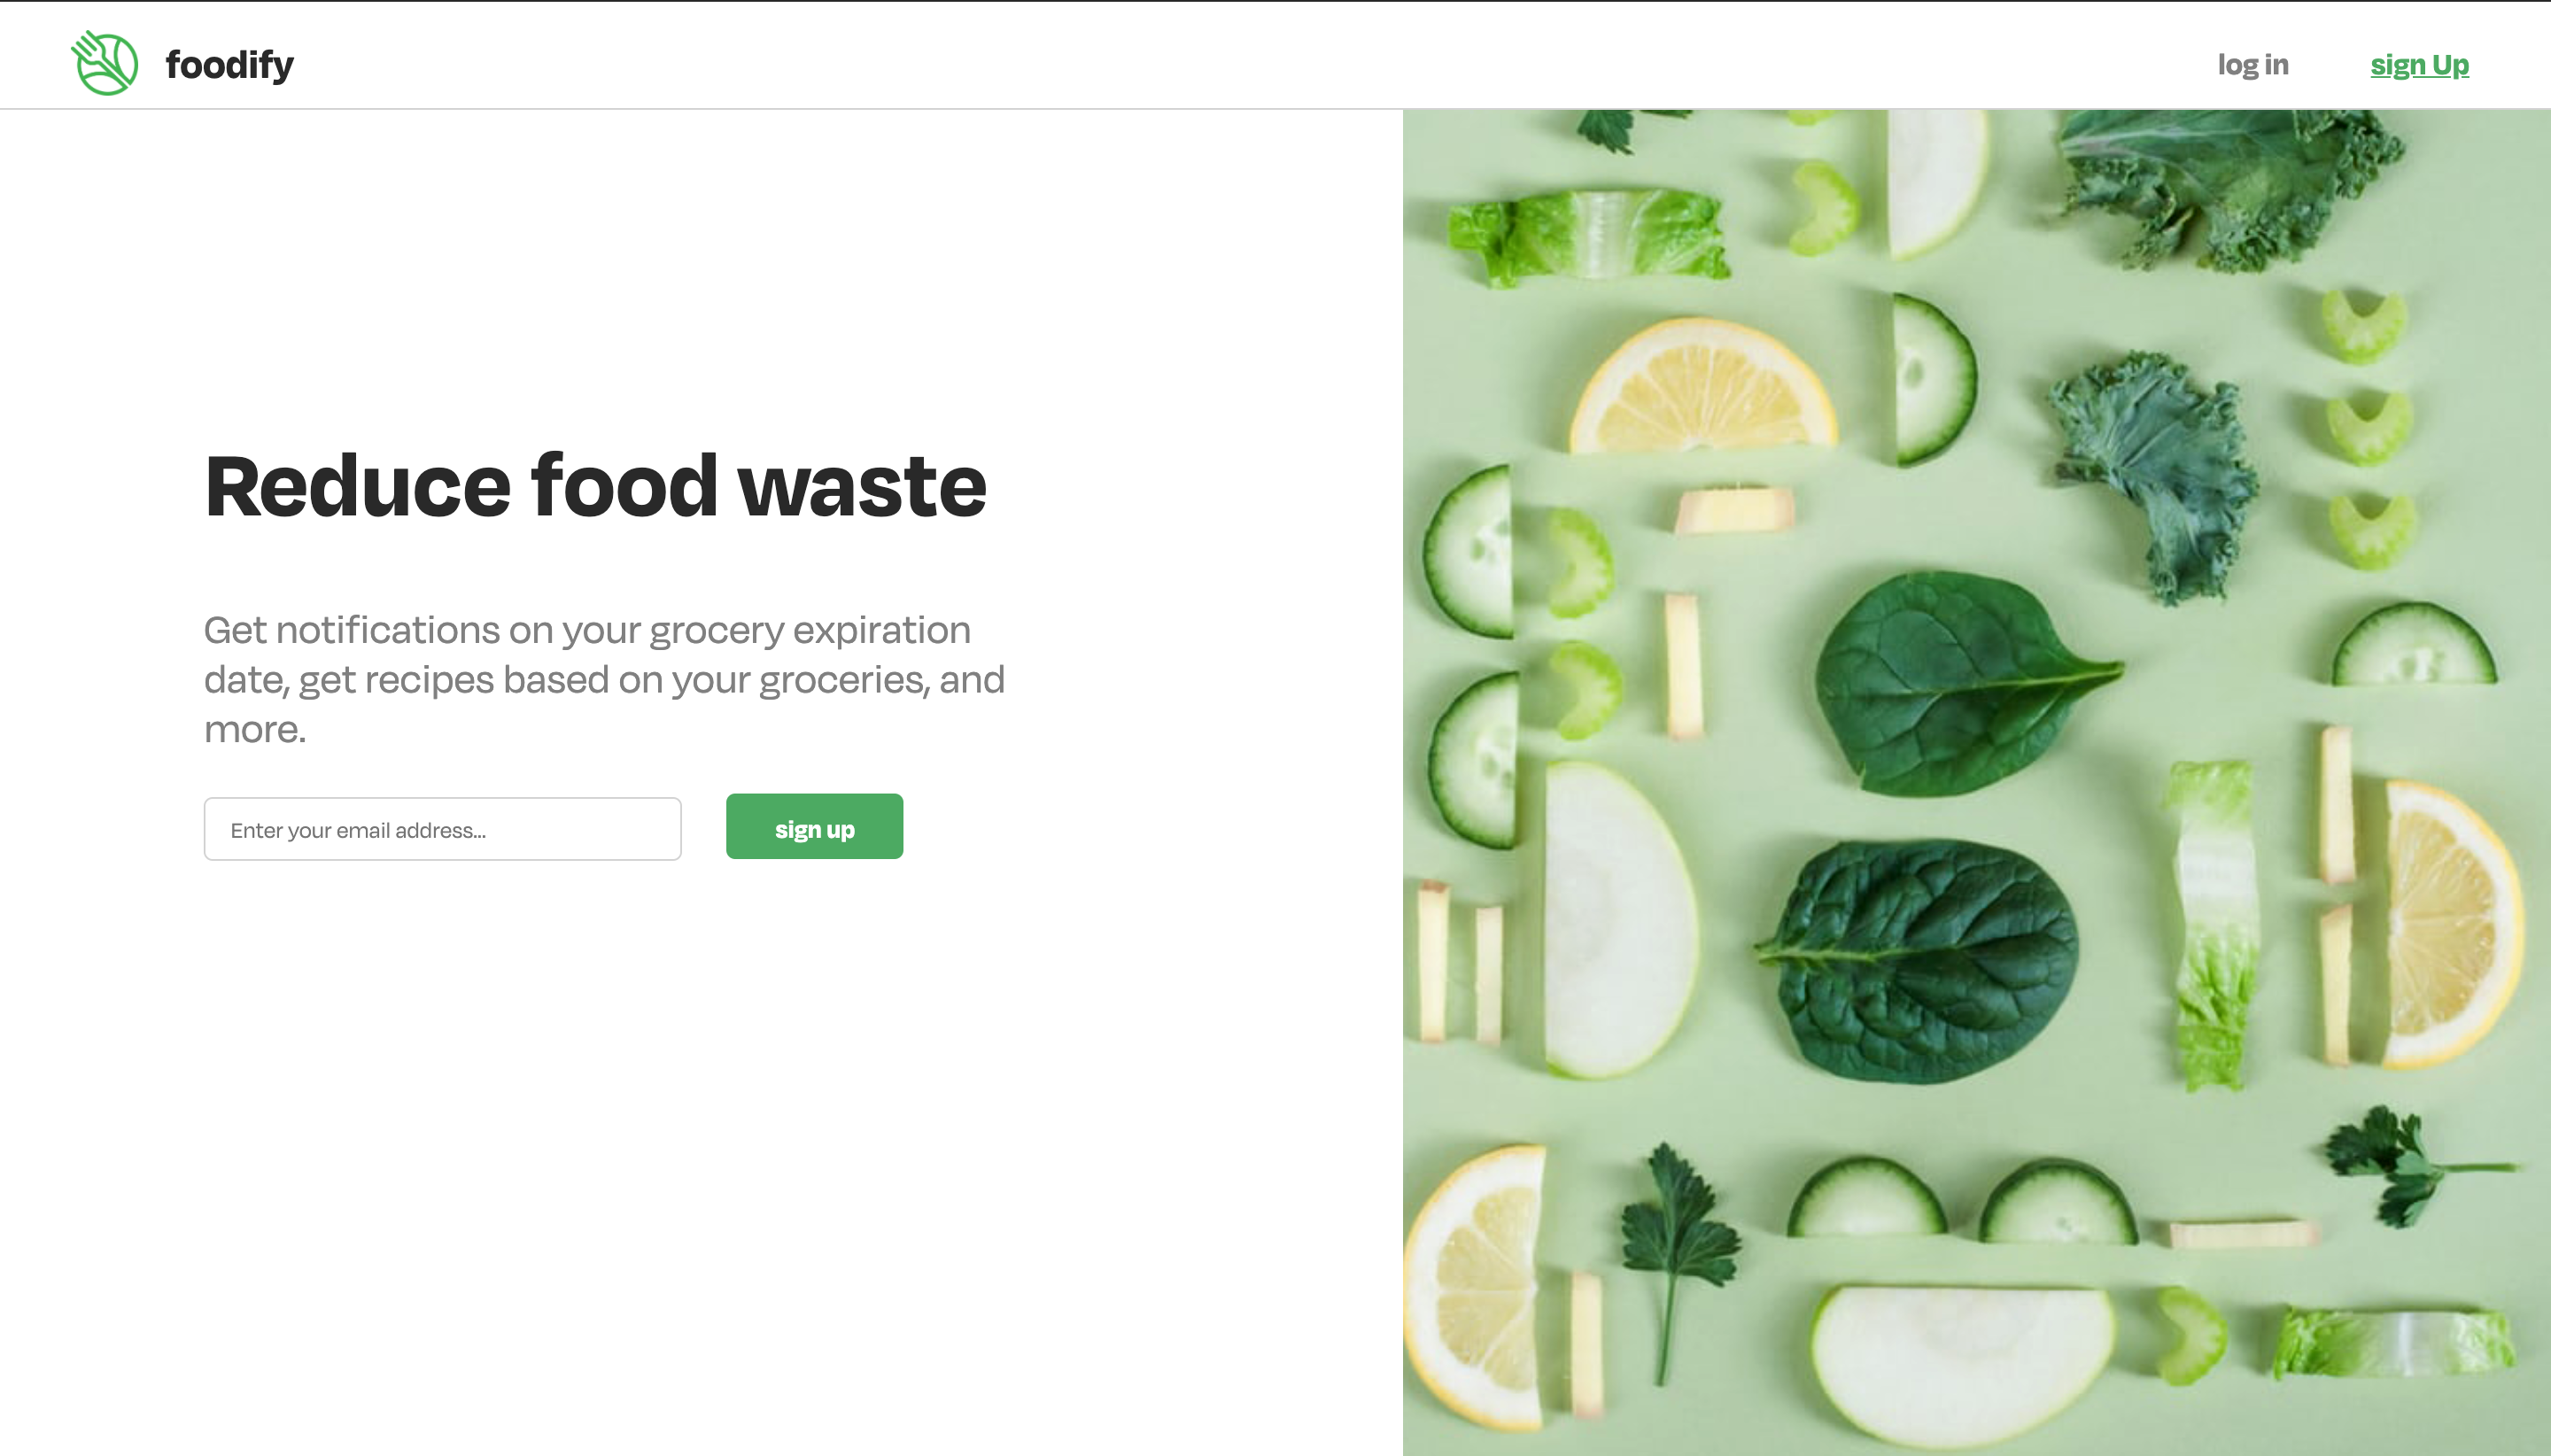 foodify
log in
sign Up
Reduce food waste
Get notifications on your grocery expiration
date, get recipes based on your groceries, and
more.
Enter your email address...
sign up